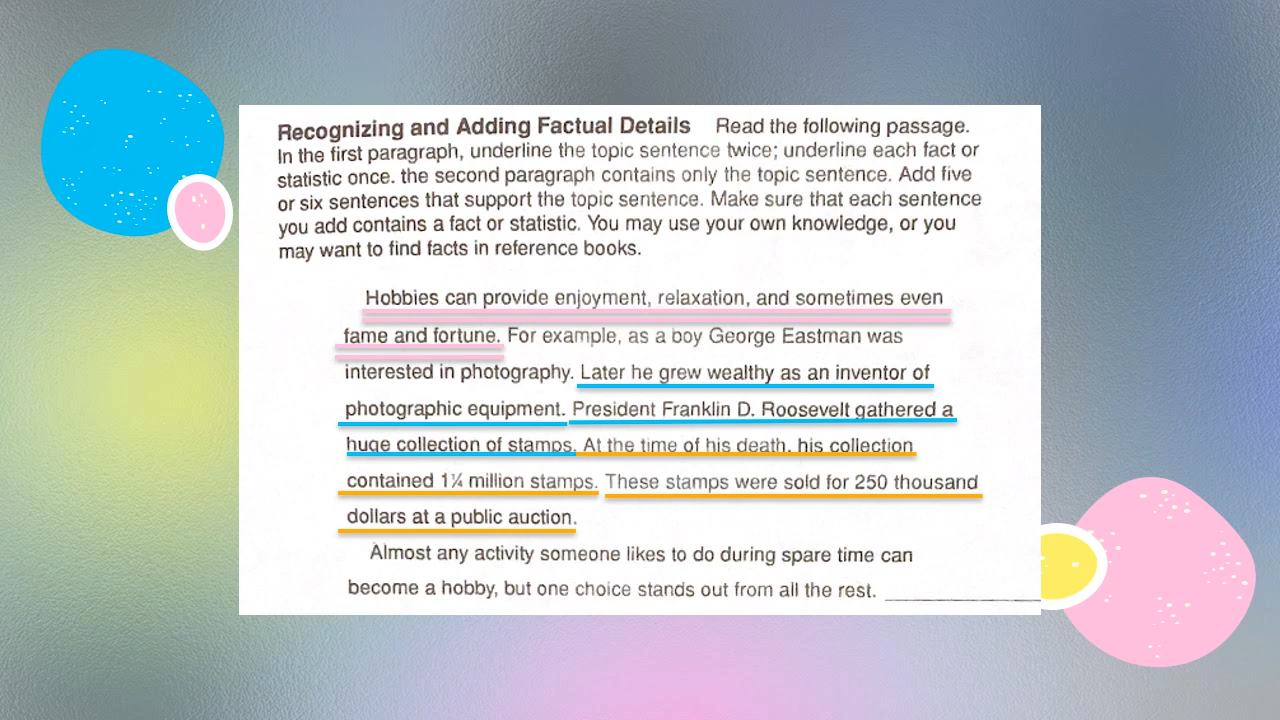 Recognizing and Adding Factual Details Read the following passage.
In the first paragraph, underline the topic sentence twice; underline each fact or
statistic once. the second paragraph contains only the topic sentence. Add five
or six sentences that support the topic sentence. Make sure that each sentence
you add contains a fact or statistic. You may use your own knowledge, or you
may want to find facts in reference books.
Hobbies can provide enjoyment, relaxation, and sometimes even
fame and fortune. For example, as a boy George Eastman was
interested in photography. Later he grew wealthy as an inventor of
photographic equipment. President Franklin D. Roosevelt gathered a
huge collection of stamps. At the time of his death, his collection
contained 1¼ million stamps. These stamps were sold for 250 thousand
dollars at a public auction.
Almost any activity someone likes to do during spare time can
become a hobby, but one choice stands out from all the rest.